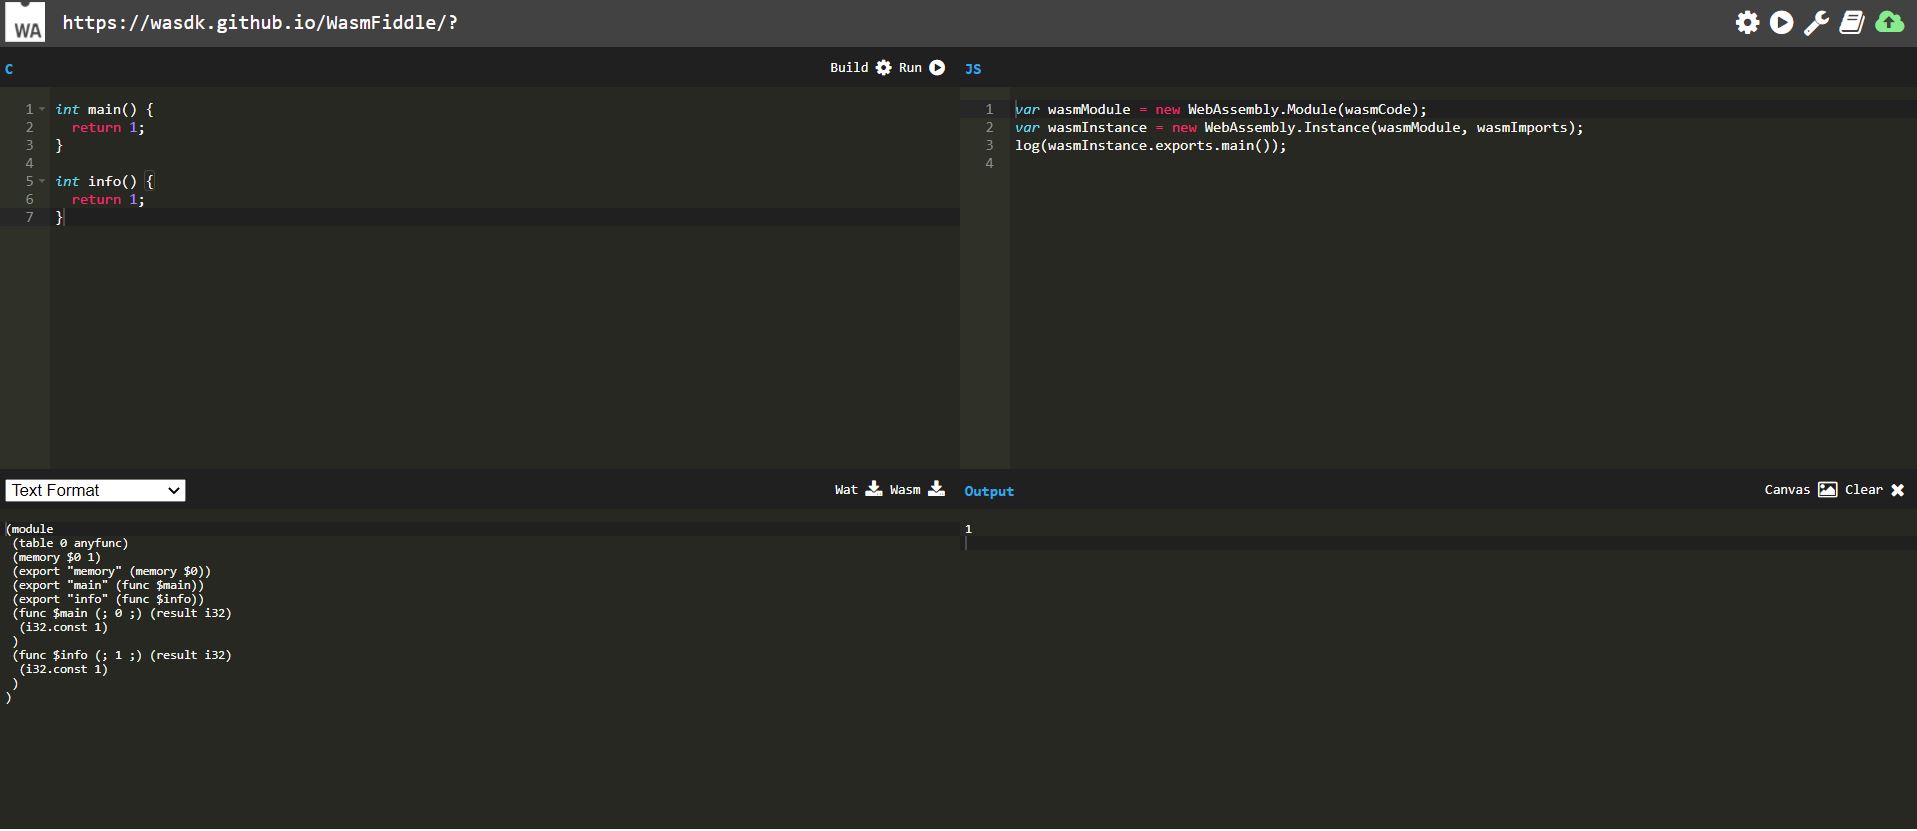 WA https://wasdk.github.io/WasmFiddle/?
C Build Run
1 int main() {
2   return 1;
3 }
4
5 int info() {
6   return 1;
7 }
JS
1 var wasmModule = new WebAssembly.Module(wasmCode);
2 var wasmInstance = new WebAssembly.Instance(wasmModule, wasmImports);
3 log(wasmInstance.exports.main());
4
Text Format Wat Wasm
(module
 (table 0 anyfunc)
 (memory $0 1)
 (export "memory" (memory $0))
 (export "main" (func $main))
 (export "info" (func $info))
 (func $main (; 0 ;) (result i32)
  (i32.const 1)
 )
 (func $info (; 1 ;) (result i32)
  (i32.const 1)
 )
)
Output Canvas Clear
1